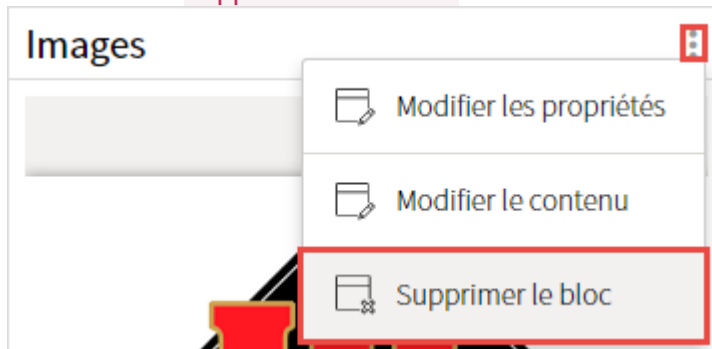 Images
Modifier les propriétés
Modifier le contenu
Supprimer le bloc